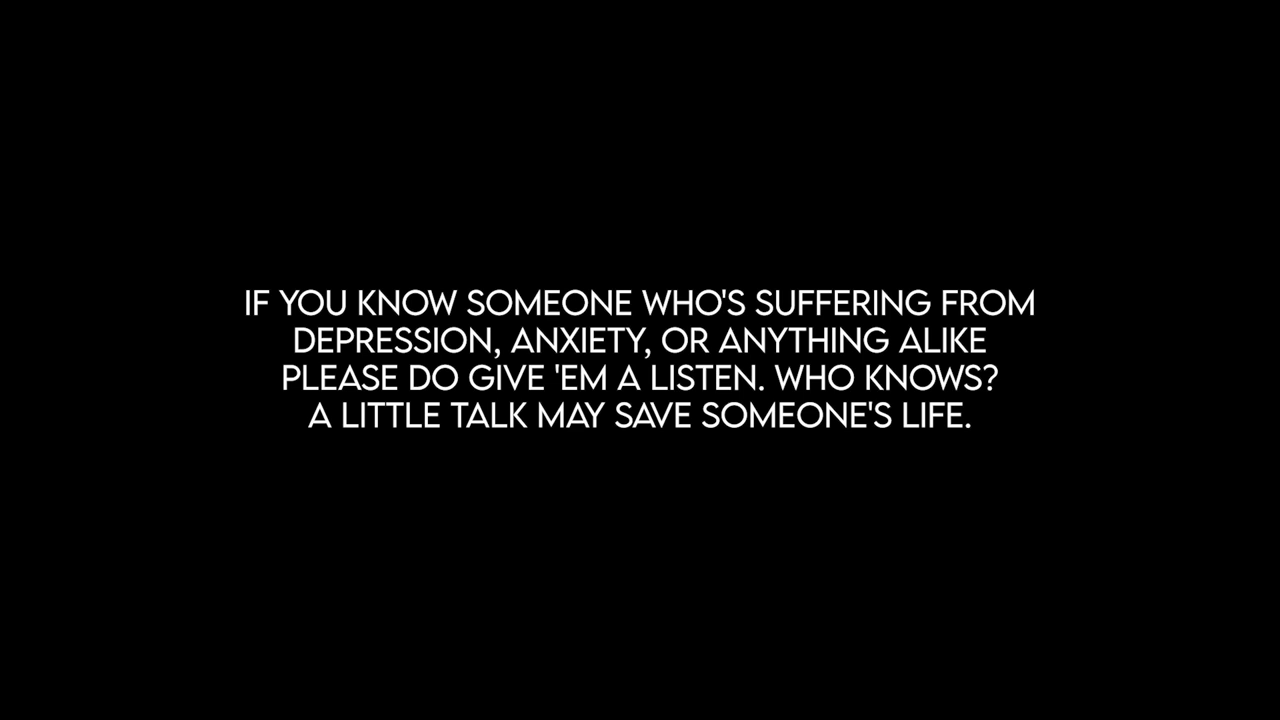 IF YOU KNOW SOMEONE WHO'S SUFFERING FROM
DEPRESSION, ANXIETY, OR ANYTHING ALIKE
PLEASE DO GIVE 'EM A LISTEN. WHO KNOWS?
A LITTLE TALK MAY SAVE SOMEONE'S LIFE.